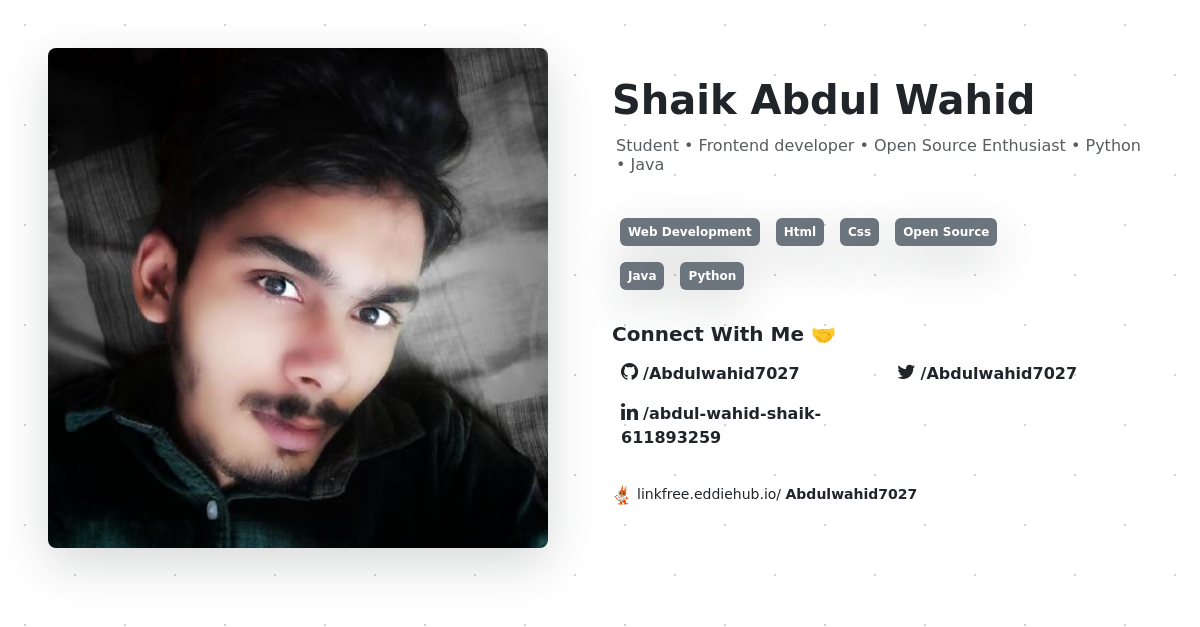 Shaik Abdul Wahid
Student • Frontend developer • Open Source Enthusiast • Python
• Java
Web Development Html Css Open Source
Java Python
Connect With Me 🤝
/Abdulwahid7027 /Abdulwahid7027
/abdul-wahid-shaik-
611893259
linkfree.eddiehub.io/ Abdulwahid7027